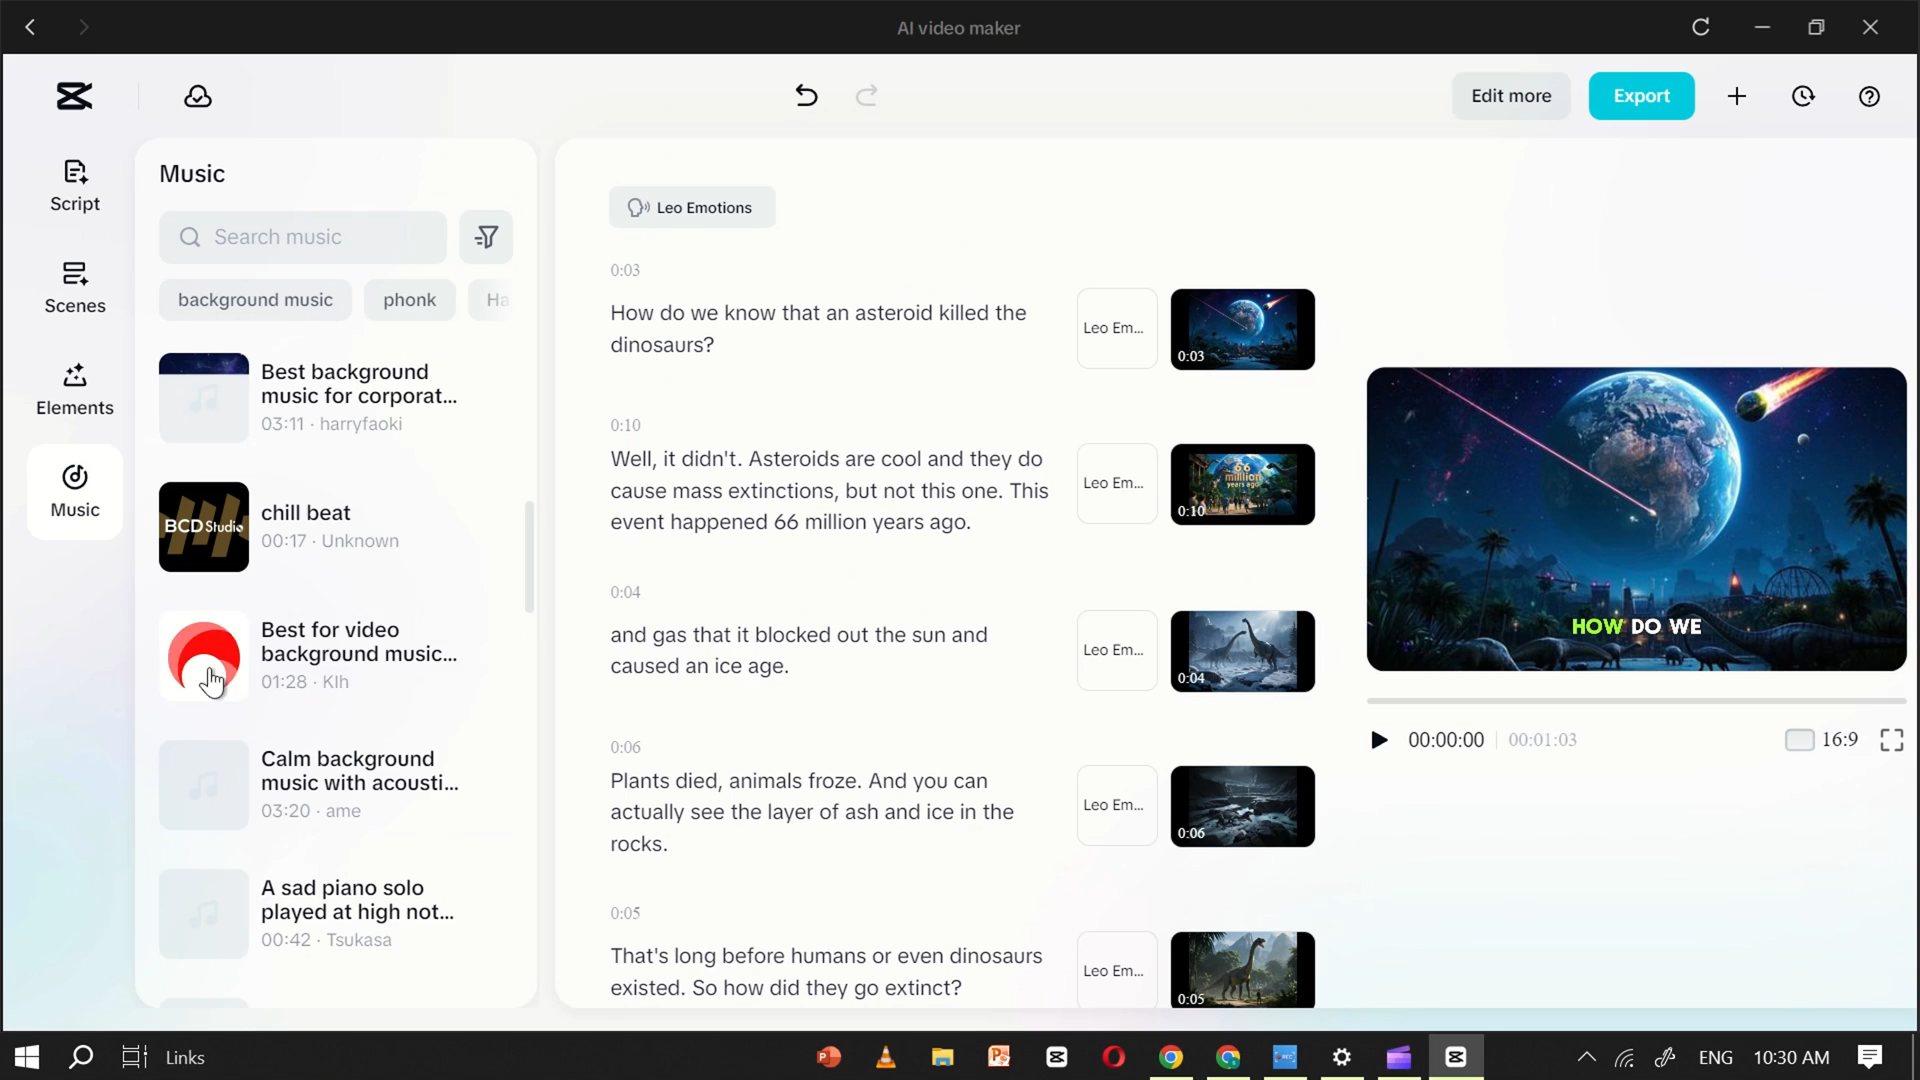 AI video maker
Edit more
Export
Script
Scenes
Elements
Music
Music
Search music
background music
phonk
Ha
Best background
music for corporat...
03:11 · harryfaoki
BCD Studio
chill beat
00:17 · Unknown
Best for video
background music...
01:28 · Klh
Calm background
music with acousti...
03:20 · ame
A sad piano solo
played at high not...
00:42 · Tsukasa
Leo Emotions
0:03
How do we know that an asteroid killed the
dinosaurs?
Leo Em...
0:03
0:10
Well, it didn't. Asteroids are cool and they do
cause mass extinctions, but not this one. This
event happened 66 million years ago.
Leo Em...
66
million
years ago
0:10
0:04
and gas that it blocked out the sun and
caused an ice age.
Leo Em...
0:04
0:06
Plants died, animals froze. And you can
actually see the layer of ash and ice in the
rocks.
Leo Em...
0:06
0:05
That's long before humans or even dinosaurs
existed. So how did they go extinct?
Leo Em...
0:05
HOW DO WE
00:00:00
00:01:03
16:9
Links
ENG
10:30 AM